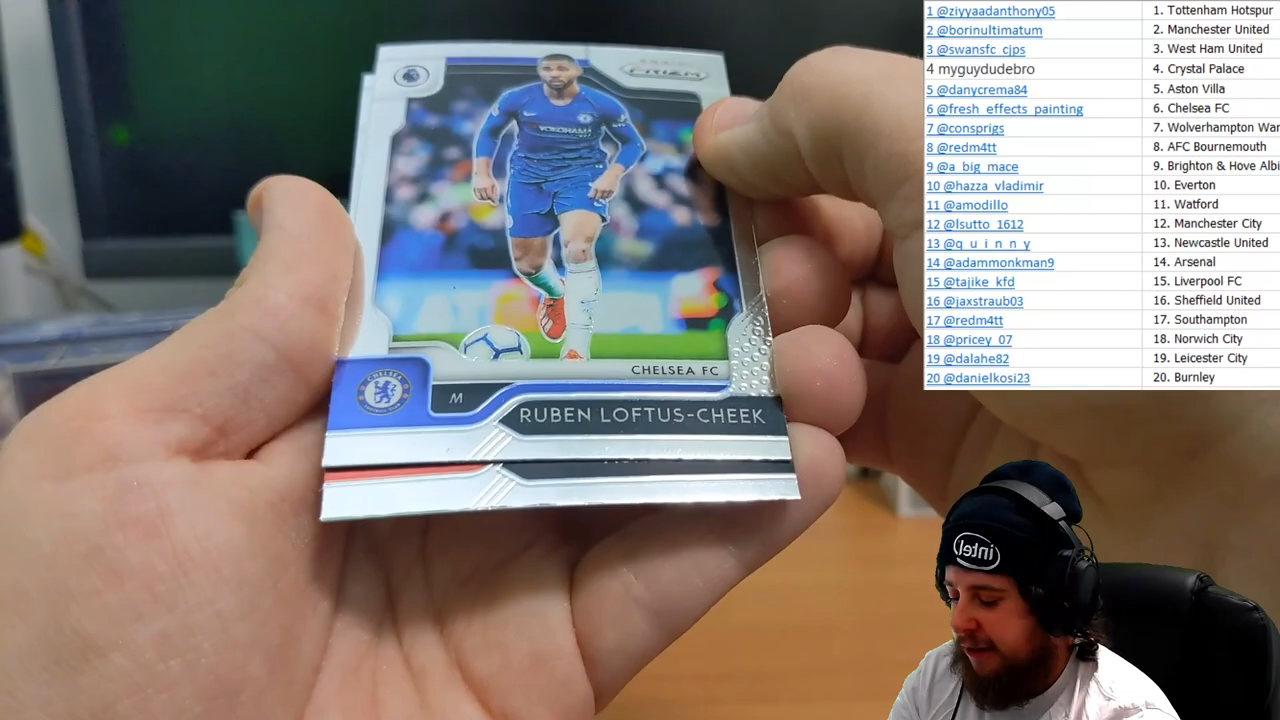 PANINI
PRIZM
YOKOHAMA
CHELSEA FC
CHELSEA
M
RUBEN LOFTUS-CHEEK
1 @ziyyaadanthony05 1. Tottenham Hotspur
2 @borinultimatum 2. Manchester United
3 @swansfc_cjps 3. West Ham United
4 myguydudebro 4. Crystal Palace
5 @danycrema84 5. Aston Villa
6 @fresh_effects_painting 6. Chelsea FC
7 @consprigs 7. Wolverhampton Wan
8 @redm4tt 8. AFC Bournemouth
9 @a_big_mace 9. Brighton & Hove Albi
10 @hazza_vladimir 10. Everton
11 @amodillo 11. Watford
12 @lsutto_1612 12. Manchester City
13 @q_u_i_n_n_y 13. Newcastle United
14 @adammonkman9 14. Arsenal
15 @tajike_kfd 15. Liverpool FC
16 @jaxstraub03 16. Sheffield United
17 @redm4tt 17. Southampton
18 @pricey_07 18. Norwich City
19 @dalahe82 19. Leicester City
20 @danielkosi23 20. Burnley
intel